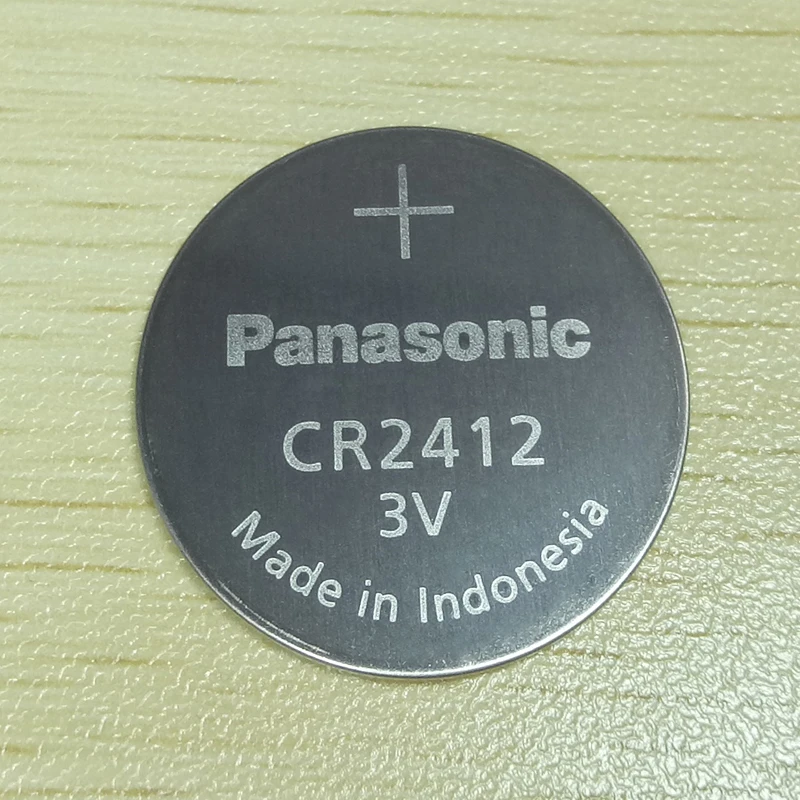 +
Panasonic
CR2412
3V
Made in Indonesia